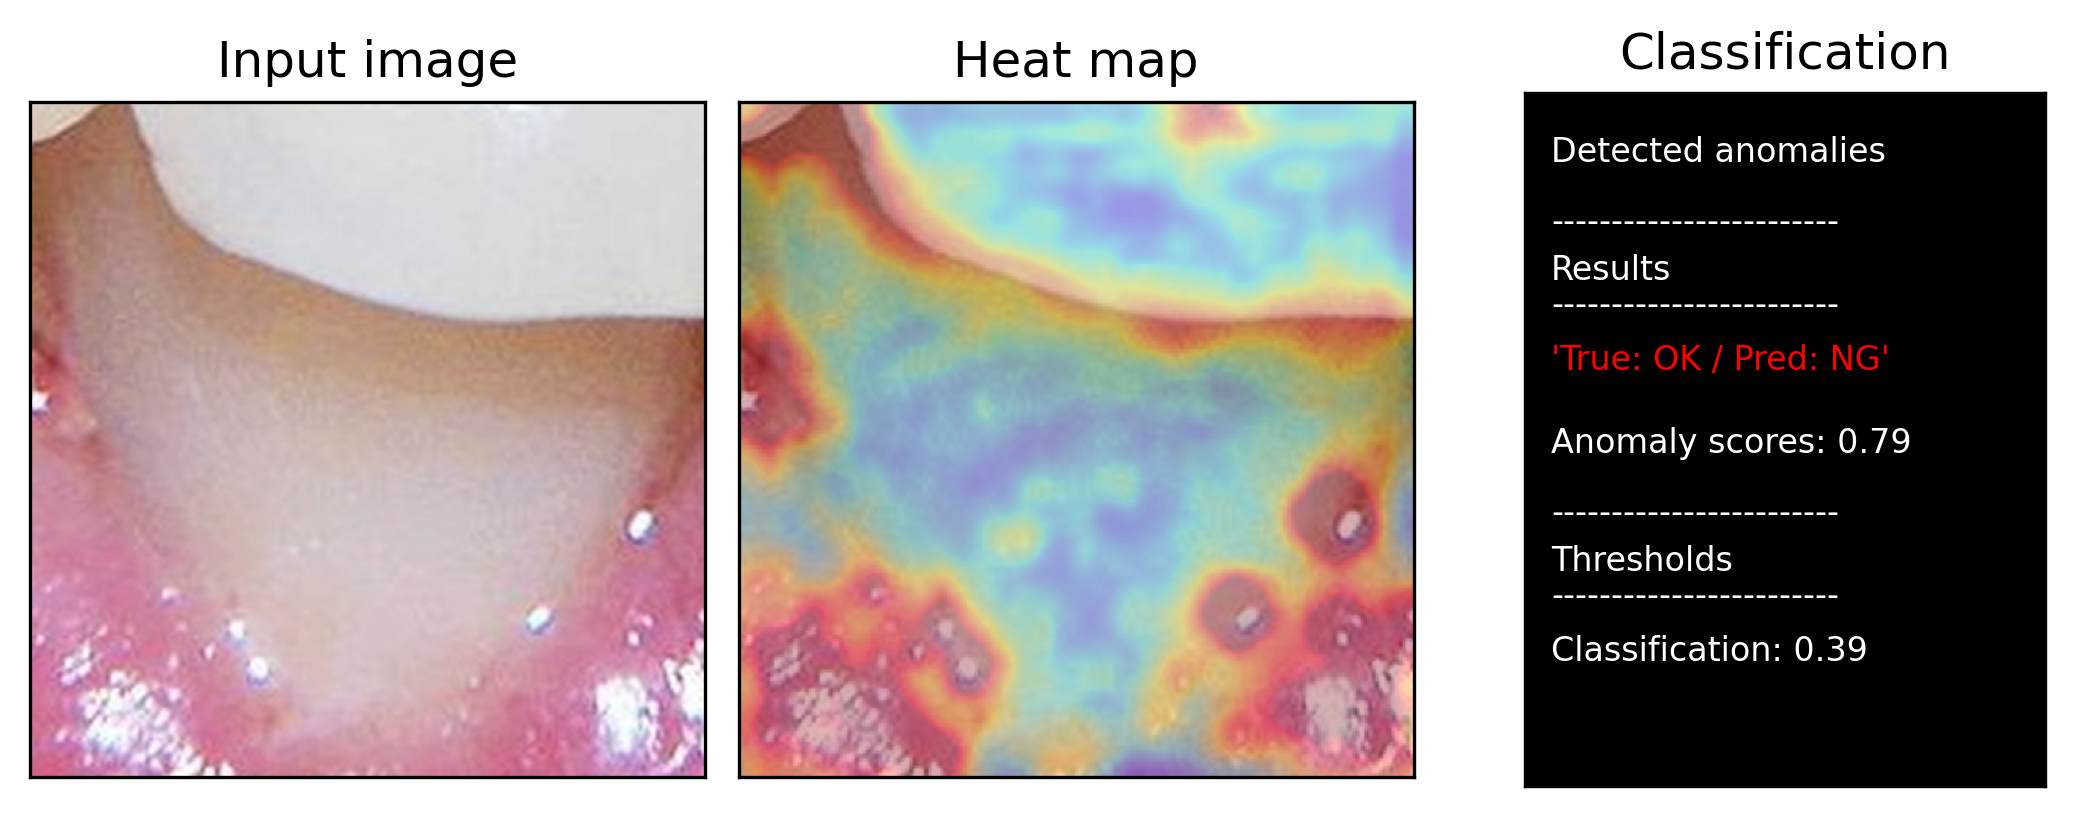 Input image
Heat map
Classification
Detected anomalies
------------------------
Results
------------------------
'True: OK / Pred: NG'
Anomaly scores: 0.79
------------------------
Thresholds
------------------------
Classification: 0.39